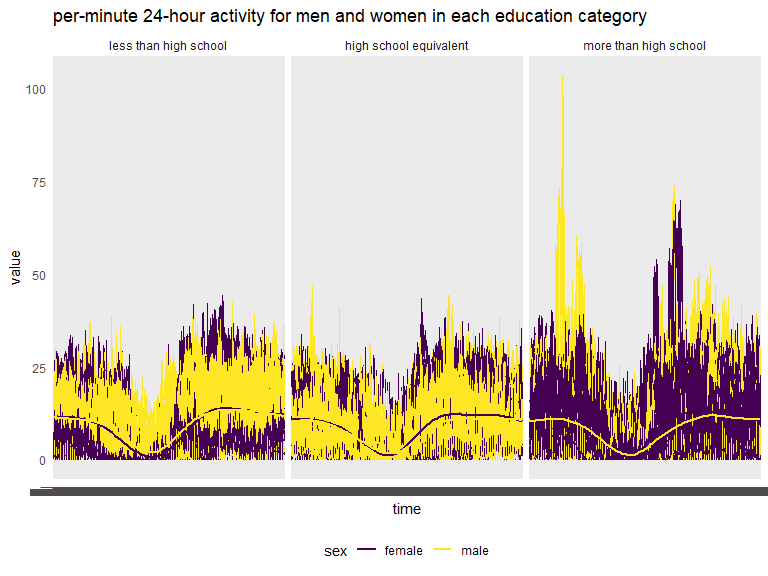 per-minute 24-hour activity for men and women in each education category
less than high school
high school equivalent
more than high school
100
75
50
25
0
value
time
sex
female
male